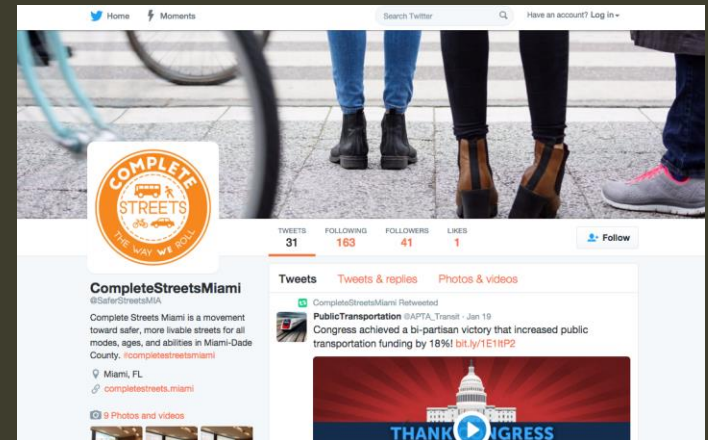 Home Moments Search Twitter Have an account? Log in
COMPLETE
STREETS
THE WAY WE ROLL
TWEETS FOLLOWING FOLLOWERS LIKES
31 163 41 1
Follow
CompleteStreetsMiami
@SaferStreetsMIA
Complete Streets Miami is a movement
toward safer, more livable streets for all
modes, ages, and abilities in Miami-Dade
County. #completestreetsmiami
Miami, FL
completestreets.miami
9 Photos and videos
Tweets Tweets & replies Photos & videos
CompleteStreetsMiami Retweeted
PublicTransportation @APTA_Transit · Jan 19
Congress achieved a bi-partisan victory that increased public
transportation funding by 18%! bit.ly/1E1ItP2